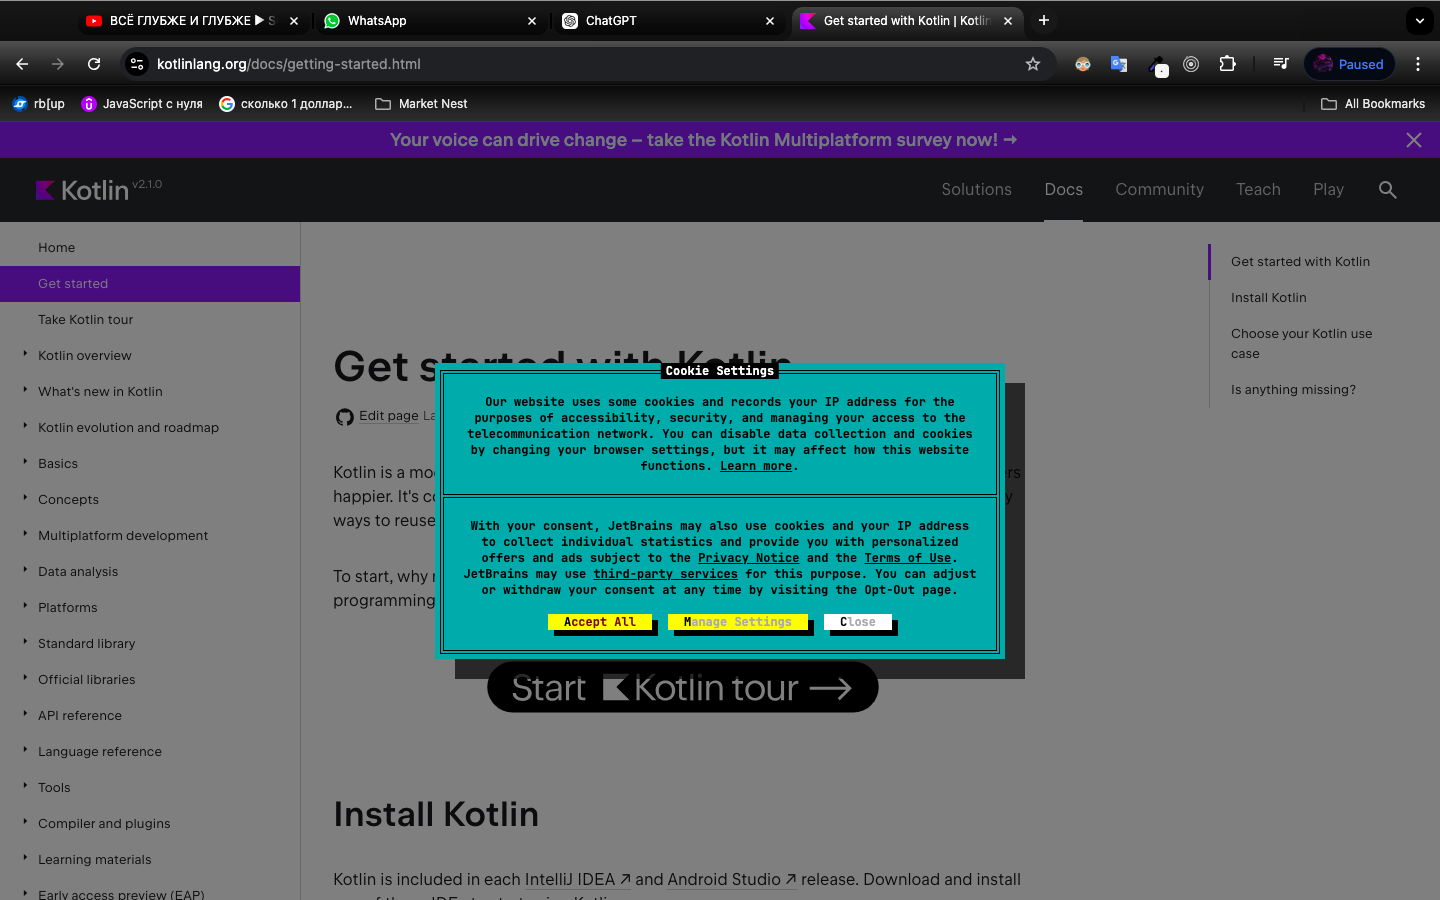 ВСЁ ГЛУБЖЕ И ГЛУБЖЕ ▶ S
WhatsApp
ChatGPT
Get started with Kotlin | Kotlin
kotlinlang.org/docs/getting-started.html
Paused
rb[up
JavaScript с нуля
сколько 1 доллар...
Market Nest
All Bookmarks
Your voice can drive change – take the Kotlin Multiplatform survey now! →
Kotlin v2.1.0
Solutions
Docs
Community
Teach
Play
Home
Get started
Take Kotlin tour
Kotlin overview
What's new in Kotlin
Kotlin evolution and roadmap
Basics
Concepts
Multiplatform development
Data analysis
Platforms
Standard library
Official libraries
API reference
Language reference
Tools
Compiler and plugins
Learning materials
Early access preview (EAP)
Get started with Kotlin
Edit page La
Kotlin is a mo
happier. It's c
ways to reuse
To start, why
programming
Cookie Settings
Our website uses some cookies and records your IP address for the
purposes of accessibility, security, and managing your access to the
telecommunication network. You can disable data collection and cookies
by changing your browser settings, but it may affect how this website
functions. Learn more.
With your consent, JetBrains may also use cookies and your IP address
to collect individual statistics and provide you with personalized
offers and ads subject to the Privacy Notice and the Terms of Use.
JetBrains may use third-party services for this purpose. You can adjust
or withdraw your consent at any time by visiting the Opt-Out page.
Accept All
Manage Settings
Close
Start Kotlin tour →
Install Kotlin
Kotlin is included in each IntelliJ IDEA ↗ and Android Studio ↗ release. Download and install
Get started with Kotlin
Install Kotlin
Choose your Kotlin use
case
Is anything missing?